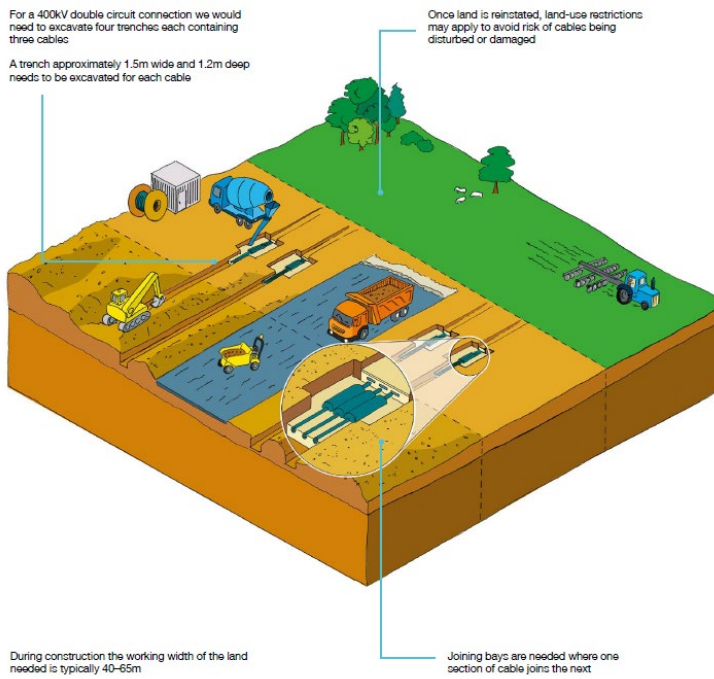 For a 400kV double circuit connection we would
need to excavate four trenches each containing
three cables
A trench approximately 1.5m wide and 1.2m deep
needs to be excavated for each cable
Once land is reinstated, land-use restrictions
may apply to avoid risk of cables being
disturbed or damaged
During construction the working width of the land
needed is typically 40–65m
Joining bays are needed where one
section of cable joins the next